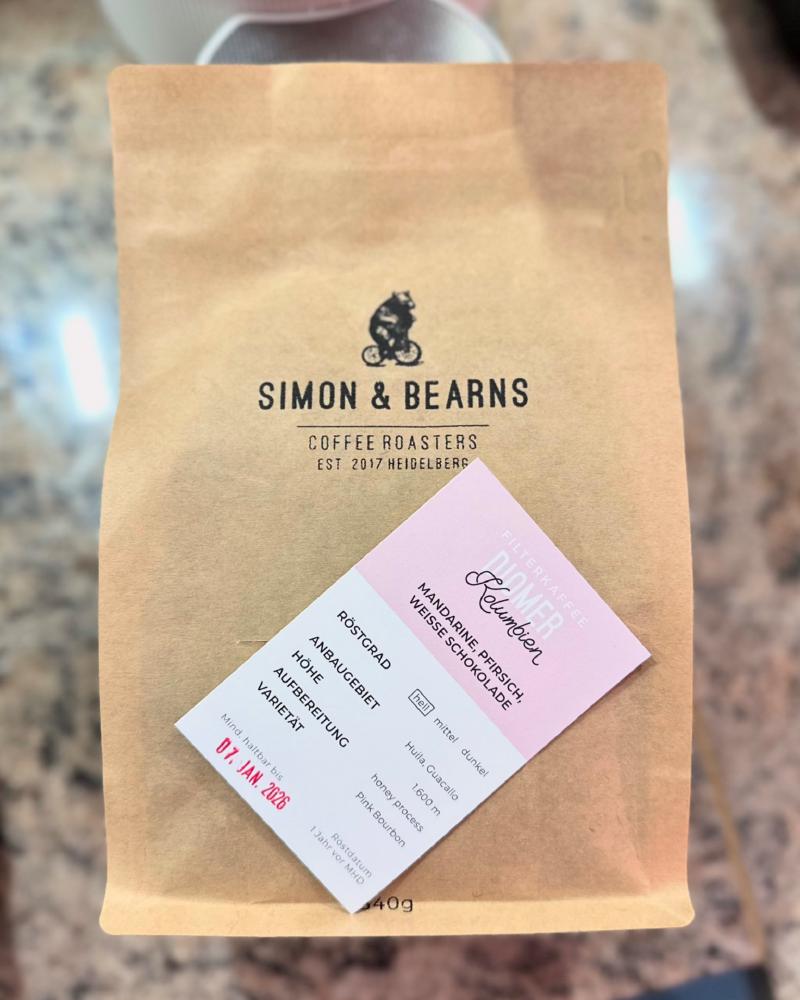 SIMON & BEARNS
COFFEE ROASTERS
EST 2017 HEIDELBERG
FILTERKAFFEE
DIOMER
Kolumbien
MANDARINE, PFIRSICH,
WEISSE SCHOKOLADE
RÖSTGRAD hell mittel dunkel
ANBAUGEBIET Huila, Guacallo
HÖHE 1.600 m
AUFBEREITUNG honey process
VARIETÄT Pink Bourbon
Mind. haltbar bis
07. JAN. 2026
Röstdatum
1 Jahr vor MHD
40g